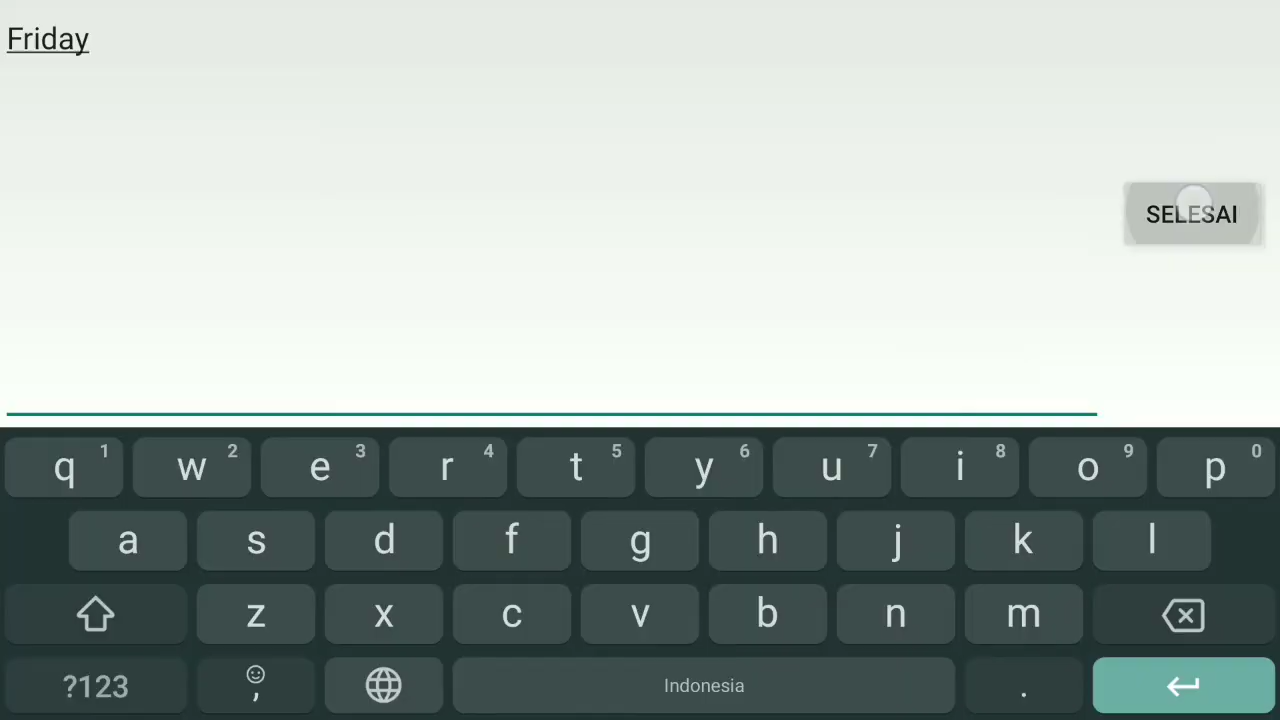 Friday
SELESAI
q 1 w 2 e 3 r 4 t 5 y 6 u 7 i 8 o 9 p 0
a s d f g h j k l
z x c v b n m
?123 , Indonesia .